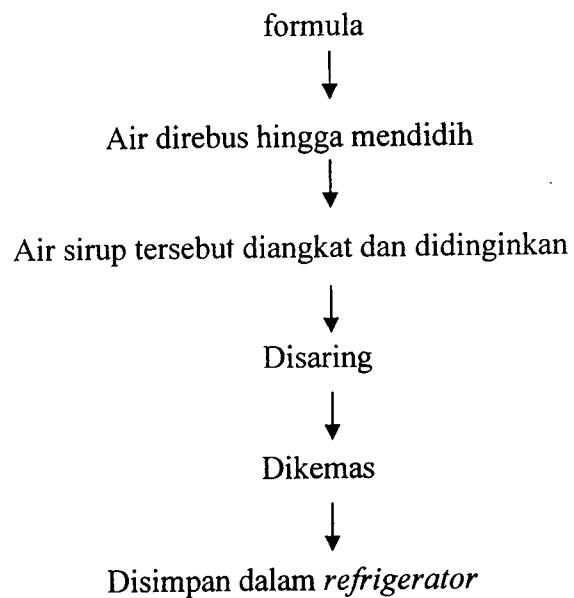 formula
Air direbus hingga mendidih
Air sirup tersebut diangkat dan didinginkan
Disaring
Dikemas
Disimpan dalam refrigerator